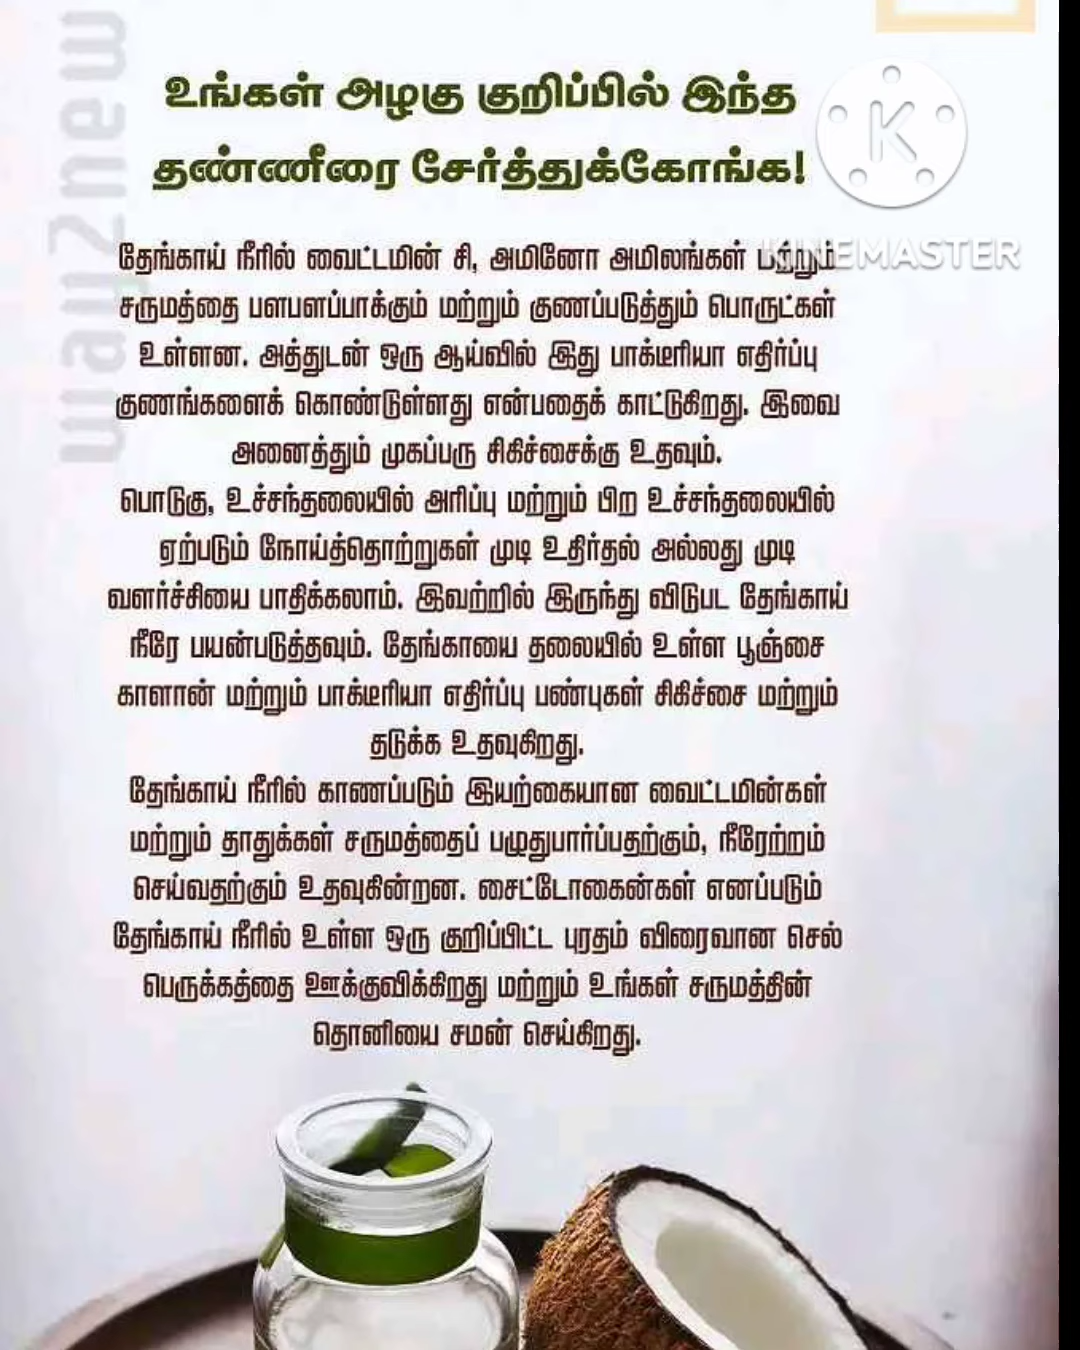 உங்கள் அழகு குறிப்பில் இந்த
தண்ணீரை சேர்த்துக்கோங்க!
தேங்காய் நீரில் வைட்டமின் சி, அமினோ அமிலங்கள் மற்றும்
சருமத்தை பளபளப்பாக்கும் மற்றும் குணப்படுத்தும் பொருட்கள்
உள்ளன. அத்துடன் ஒரு ஆய்வில் இது பாக்டீரியா எதிர்ப்பு
குணங்களைக் கொண்டுள்ளது என்பதைக் காட்டுகிறது. இவை
அனைத்தும் முகப்பரு சிகிச்சைக்கு உதவும்.
பொடுகு, உச்சந்தலையில் அரிப்பு மற்றும் பிற உச்சந்தலையில்
ஏற்படும் நோய்த்தொற்றுகள் முடி உதிர்தல் அல்லது முடி
வளர்ச்சியை பாதிக்கலாம். இவற்றில் இருந்து விடுபட தேங்காய்
நீரே பயன்படுத்தவும். தேங்காயை தலையில் உள்ள பூஞ்சை
காளான் மற்றும் பாக்டீரியா எதிர்ப்பு பண்புகள் சிகிச்சை மற்றும்
தடுக்க உதவுகிறது.
தேங்காய் நீரில் காணப்படும் இயற்கையான வைட்டமின்கள்
மற்றும் தாதுக்கள் சருமத்தைப் பழுதுபார்ப்பதற்கும், நீரேற்றம்
செய்வதற்கும் உதவுகின்றன. சைட்டோகைன்கள் எனப்படும்
தேங்காய் நீரில் உள்ள ஒரு குறிப்பிட்ட புரதம் விரைவான செல்
பெருக்கத்தை ஊக்குவிக்கிறது மற்றும் உங்கள் சருமத்தின்
தொனியை சமன் செய்கிறது.
K
KINEMASTER
way2new